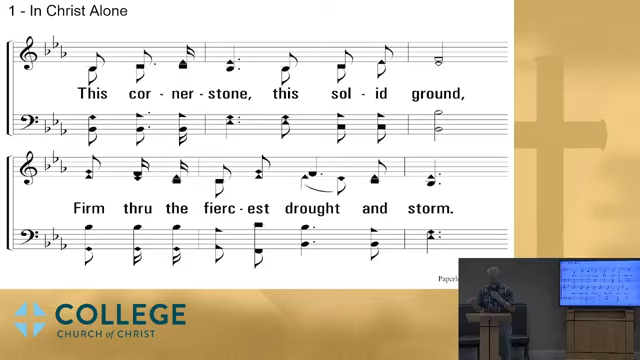 1 - In Christ Alone
This cor - ner - stone, this sol - id ground,
Firm thru the fierc - est drought and storm.
Paperle
COLLEGE
CHURCH of CHRIST